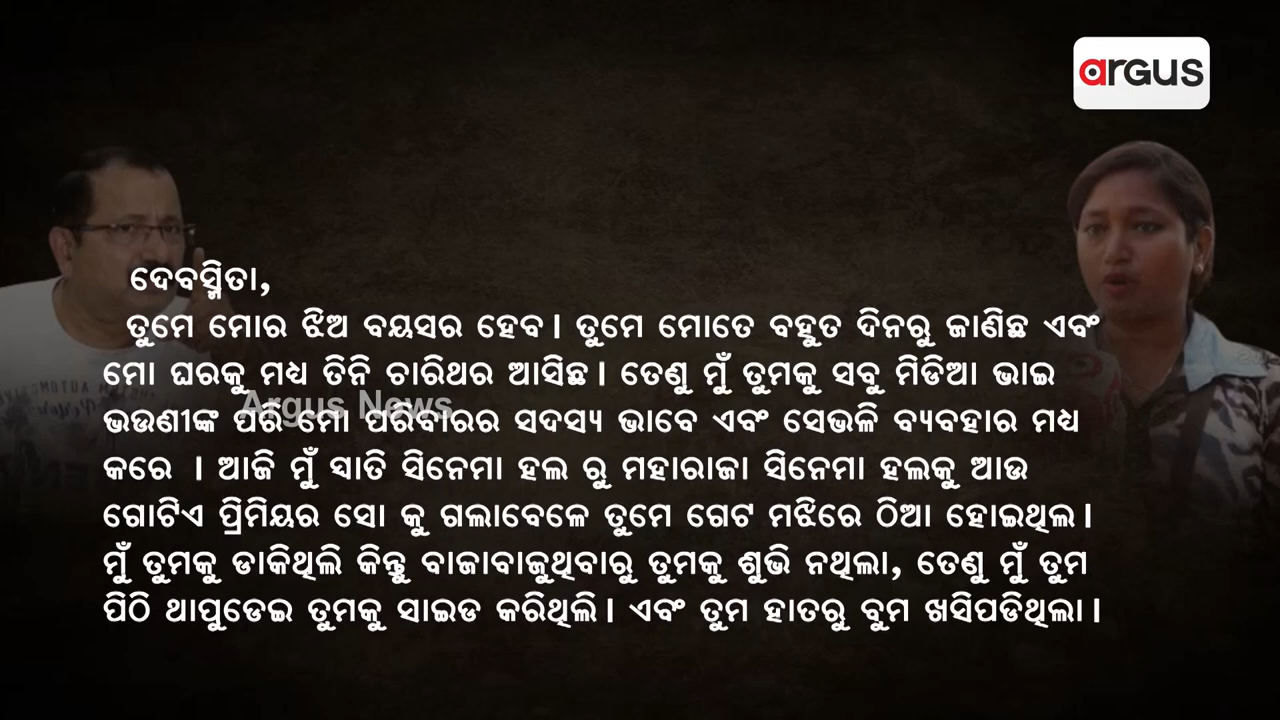 argus
ଦେବସ୍ମିତା,
ତୁମେ ମୋର ଝିଅ ବୟସର ହେବ। ତୁମେ ମୋତେ ବହୁତ ଦିନରୁ ଜାଣିଛ ଏବଂ
ମୋ ଘରକୁ ମଧ୍ୟ ତିନି ଚାରିଥର ଆସିଛ। ତେଣୁ ମୁଁ ତୁମକୁ ସବୁ ମିଡିଆ ଭାଇ
Argus News
ଭଉଣୀଙ୍କ ପରି ମୋ ପରିବାରର ସଦସ୍ୟ ଭାବେ ଏବଂ ସେଭଳି ବ୍ୟବହାର ମଧ୍ୟ
କରେ । ଆଜି ମୁଁ ସ୍ୱାତି ସିନେମା ହଲ ରୁ ମହାରାଜା ସିନେମା ହଲକୁ ଆଉ
ଗୋଟିଏ ପ୍ରିମିୟର ସୋ କୁ ଗଲାବେଳେ ତୁମେ ଗେଟ ମଝିରେ ଠିଆ ହୋଇଥିଲ।
ମୁଁ ତୁମକୁ ଡାକିଥିଲି କିନ୍ତୁ ବାଜାବାଜୁଥିବାରୁ ତୁମକୁ ଶୁଭି ନଥିଲା, ତେଣୁ ମୁଁ ତୁମ
ପିଠି ଥାପୁଡେଇ ତୁମକୁ ସାଇଡ କରିଥିଲି। ଏବଂ ତୁମ ହାତରୁ ବୁମ ଖସିପଡିଥିଲା।